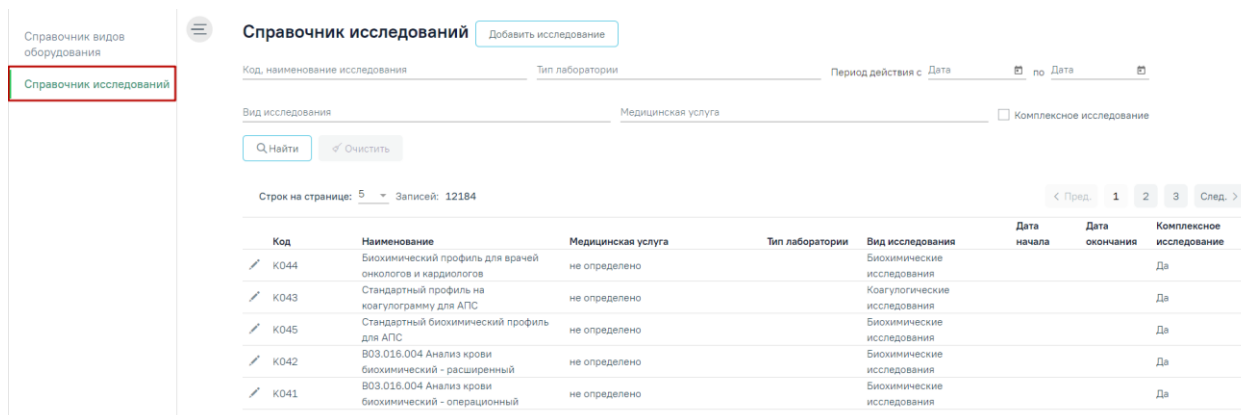 Справочник видов
оборудования
Справочник исследований
Справочник исследований
Добавить исследование
Код, наименование исследования
Тип лаборатории
Период действия с Дата по Дата
Вид исследования
Медицинская услуга
Комплексное исследование
Найти
Очистить
Строк на странице: 5 Записей: 12184
< Пред. 1 2 3 След. >
Код Наименование Медицинская услуга Тип лаборатории Вид исследования Дата начала Дата окончания Комплексное исследование
K044 Биохимический профиль для врачей онкологов и кардиологов не определено Биохимические исследования Да
K043 Стандартный профиль на коагулограмму для АПС не определено Коагулогические исследования Да
K045 Стандартный биохимический профиль для АПС не определено Биохимические исследования Да
K042 B03.016.004 Анализ крови биохимический - расширенный не определено Биохимические исследования Да
K041 B03.016.004 Анализ крови биохимический - операционный не определено Биохимические исследования Да